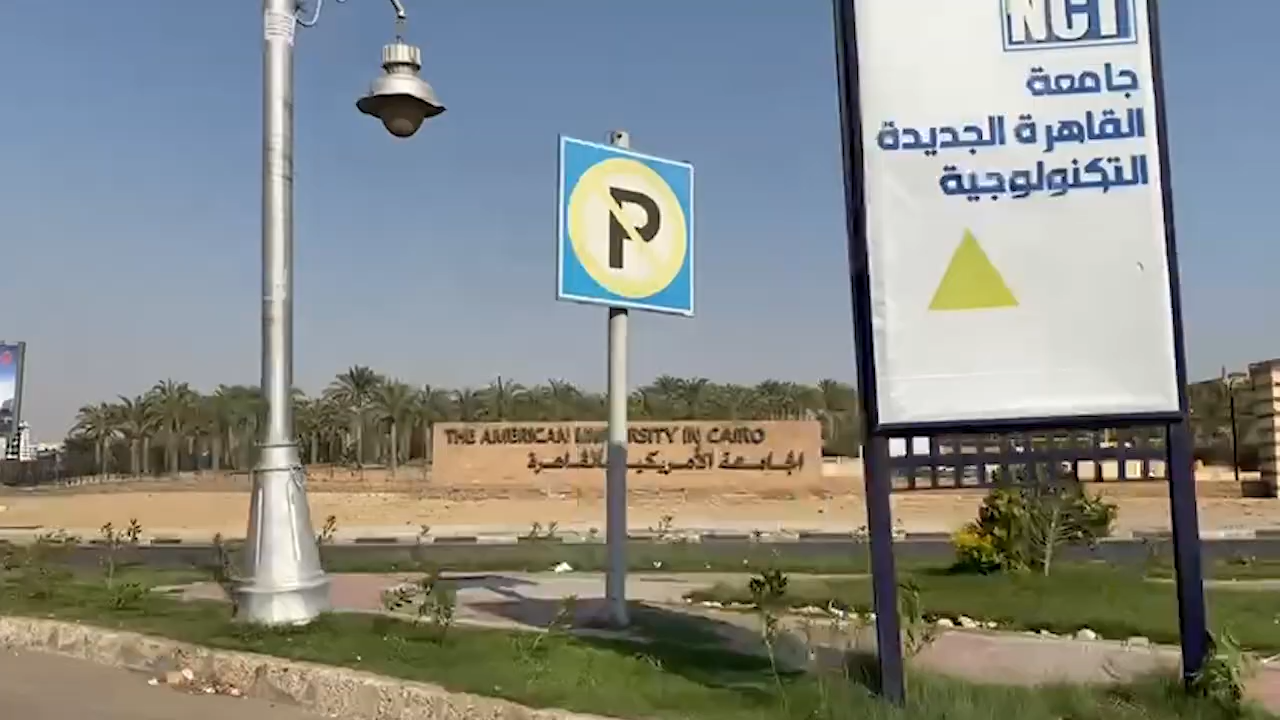 NCT
جامعة
القاهرة الجديدة
التكنولوجية
P
THE AMERICAN UNIVERSITY IN CAIRO
الجامعة الأمريكية بالقاهرة